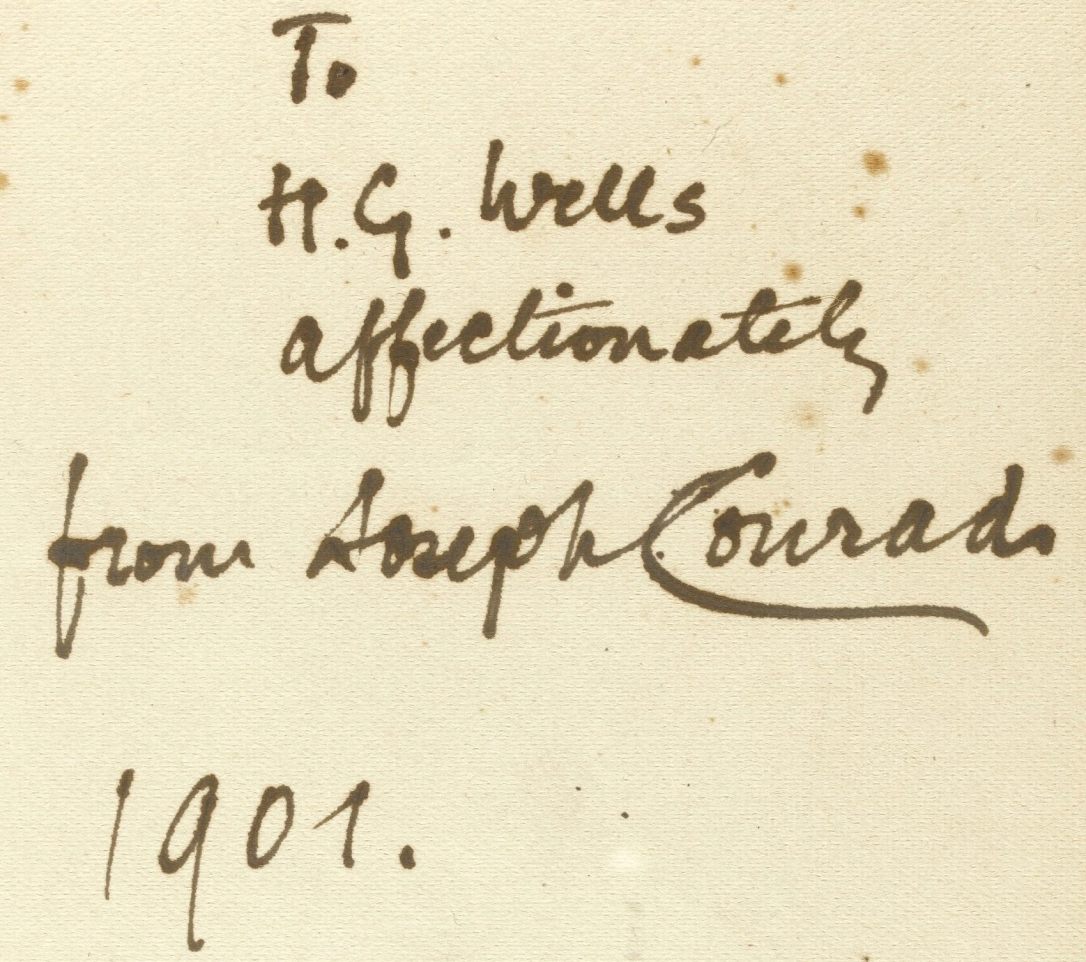 To
H.G. Wells
affectionately
from Joseph Conrad.
1901.